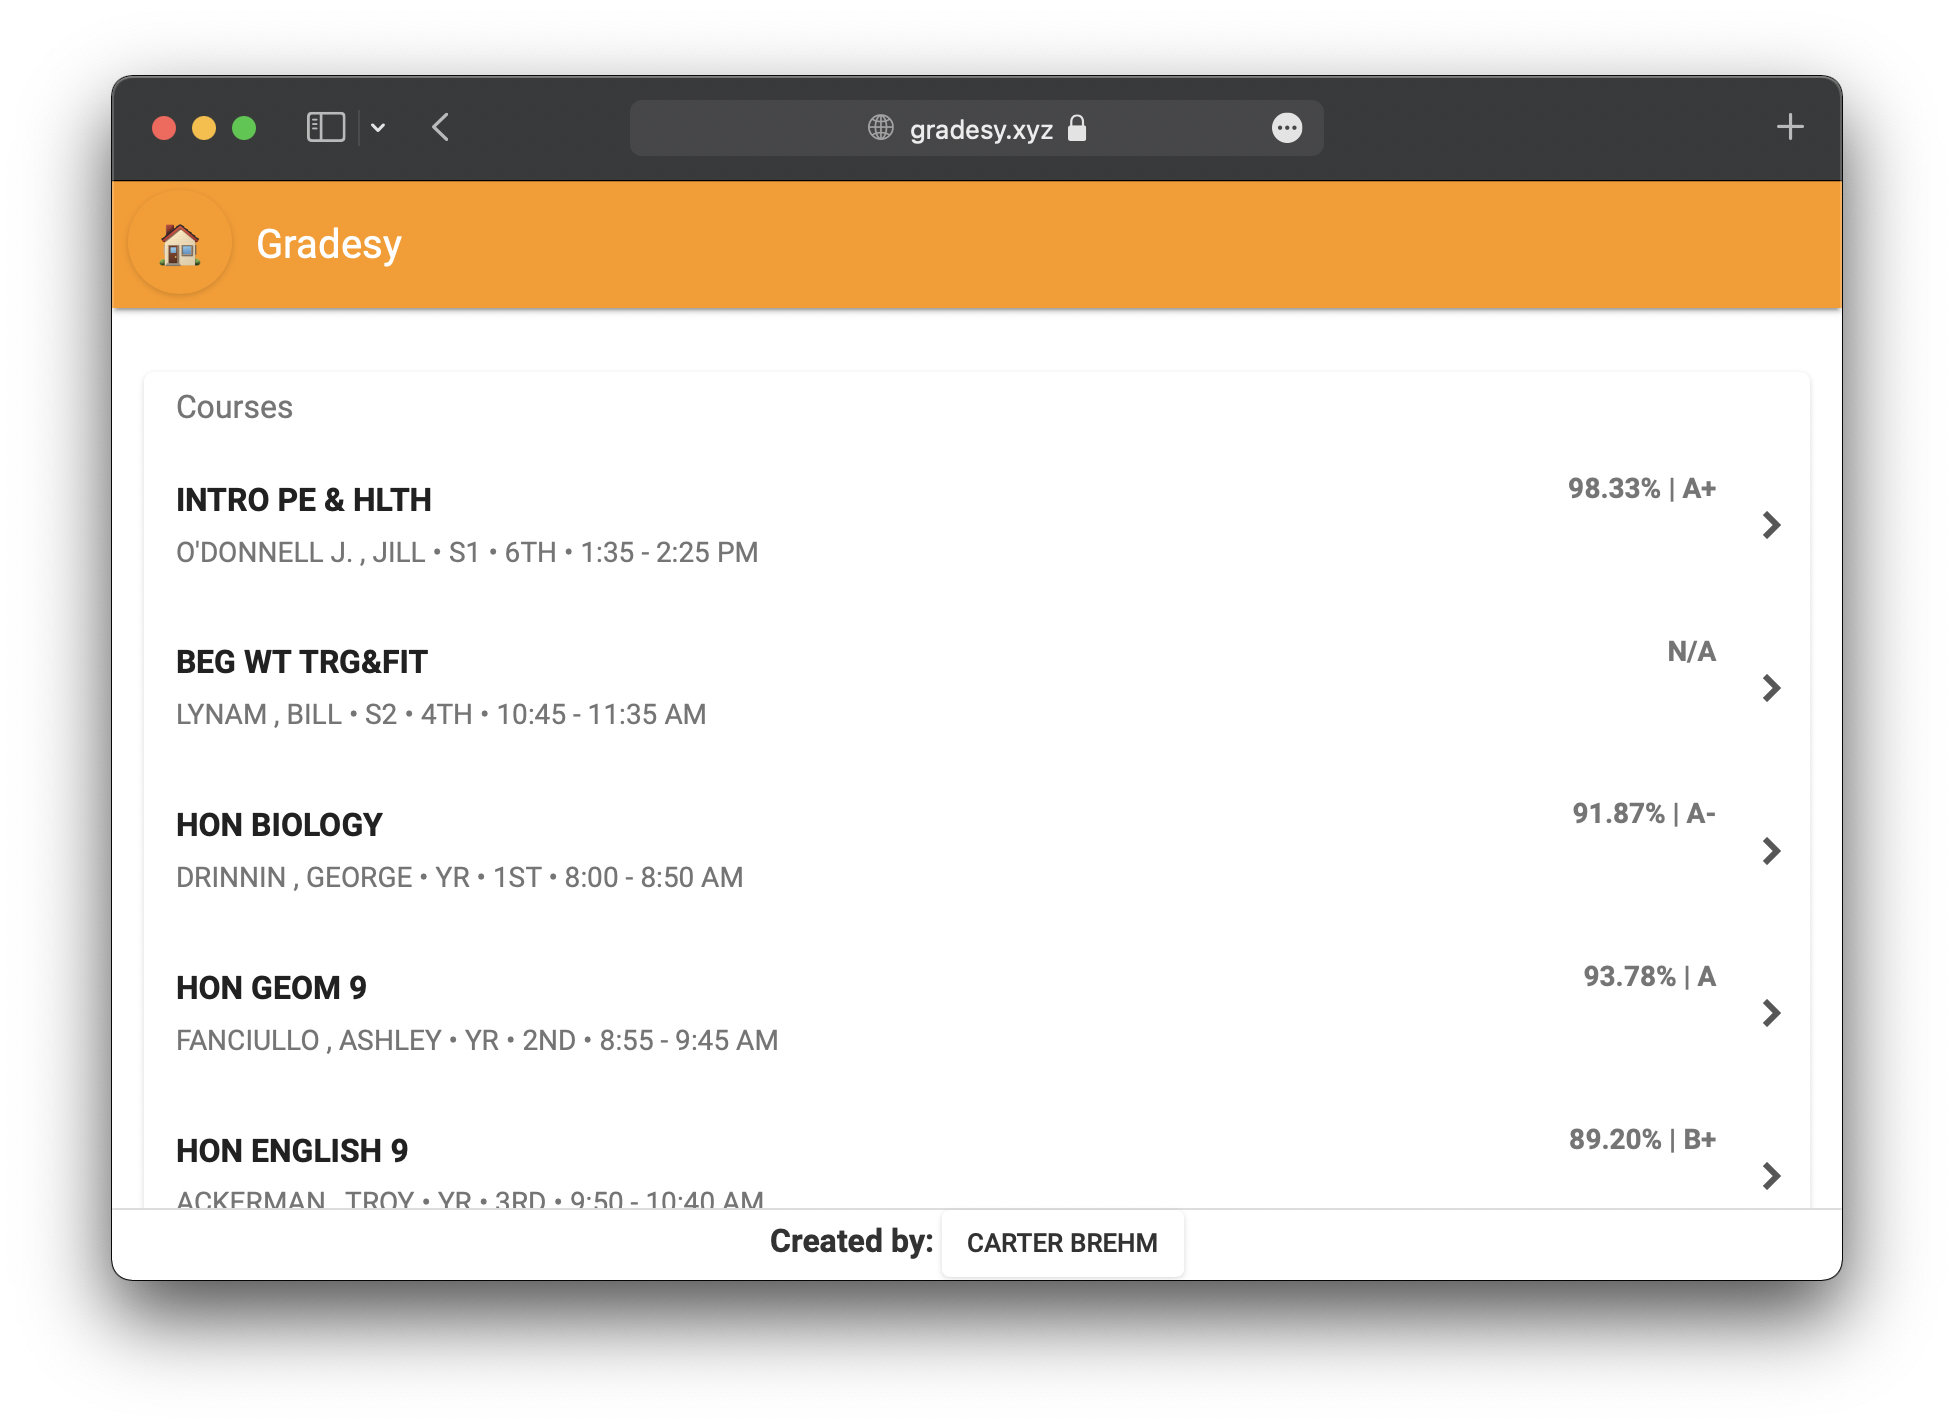 gradesy.xyz
Gradesy
Courses
INTRO PE & HLTH
98.33% | A+
O'DONNELL J. , JILL • S1 • 6TH • 1:35 - 2:25 PM
BEG WT TRG&FIT
N/A
LYNAM , BILL • S2 • 4TH • 10:45 - 11:35 AM
HON BIOLOGY
91.87% | A-
DRINNIN , GEORGE • YR • 1ST • 8:00 - 8:50 AM
HON GEOM 9
93.78% | A
FANCIULLO , ASHLEY • YR • 2ND • 8:55 - 9:45 AM
HON ENGLISH 9
89.20% | B+
ACKERMAN , TROY • YR • 3RD • 9:50 - 10:40 AM
Created by: CARTER BREHM